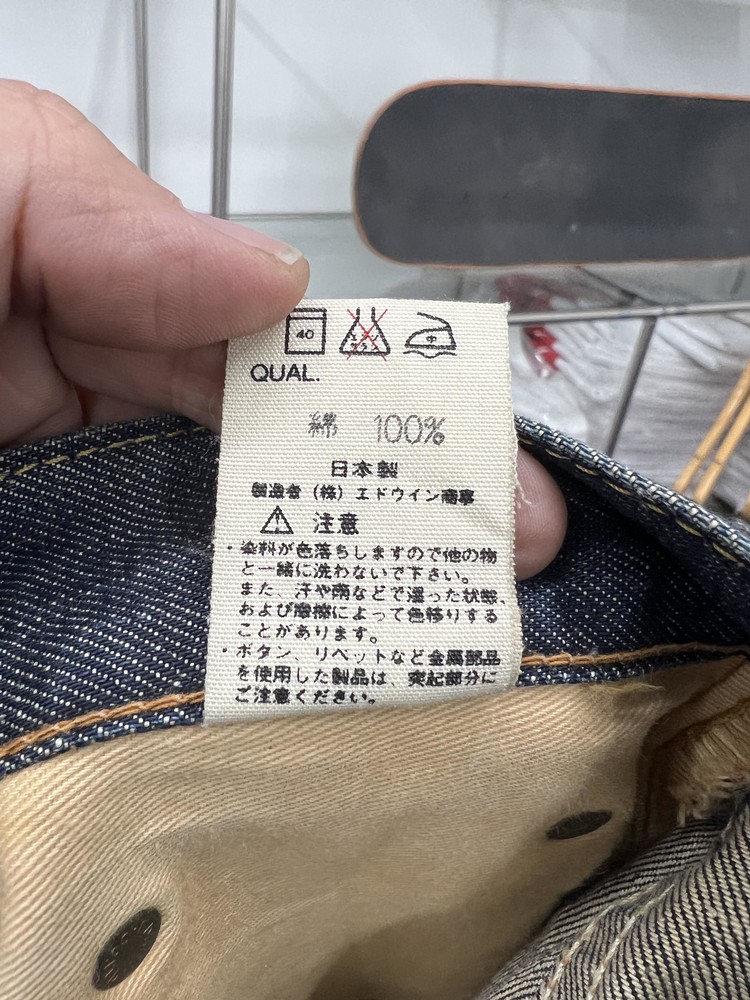 40
QUAL.
綿 100%
日本製
製造者 (株) エドウイン商事
注意
・染料が色落ちしますので他の物
と一緒に洗わないで下さい。
また、汗や雨などで湿った状態、
および摩擦によって色移りする
ことがあります。
・ボタン、リベットなど金属部品
を使用した製品は、突起部分に
ご注意ください。